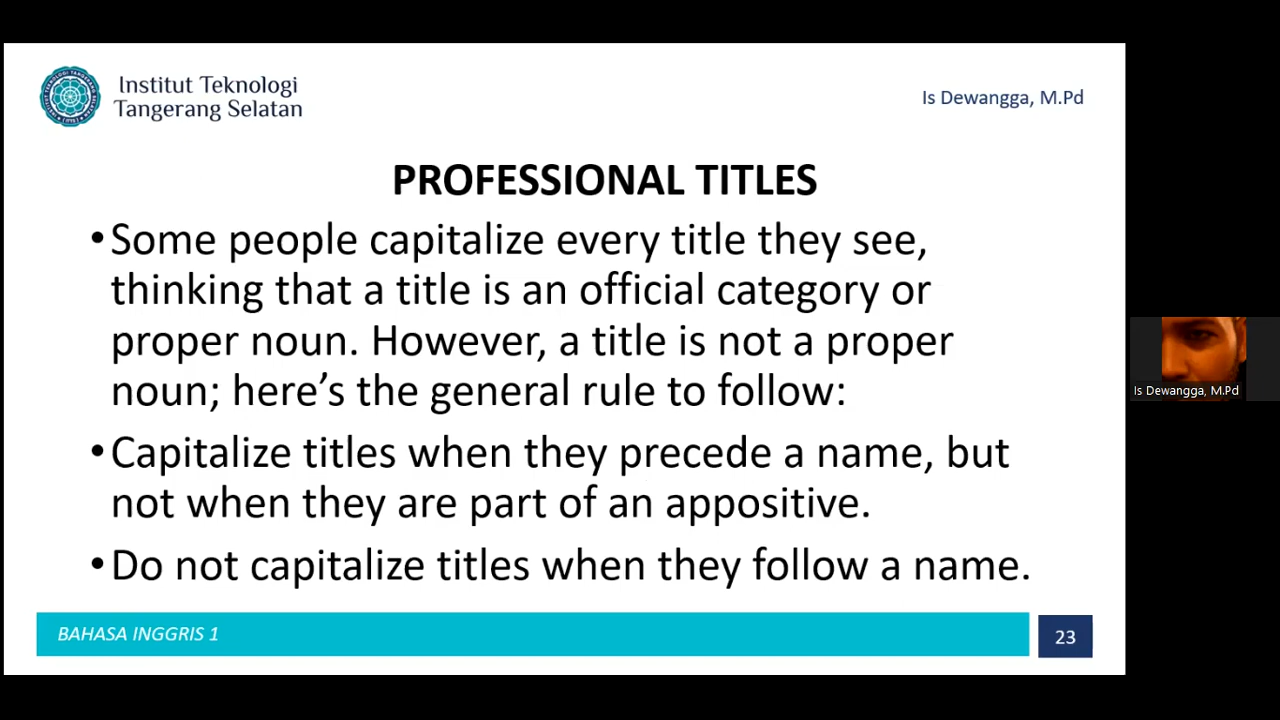 Institut Teknologi
Tangerang Selatan
Is Dewangga, M.Pd
PROFESSIONAL TITLES
•Some people capitalize every title they see,
thinking that a title is an official category or
proper noun. However, a title is not a proper
noun; here’s the general rule to follow:
•Capitalize titles when they precede a name, but
not when they are part of an appositive.
•Do not capitalize titles when they follow a name.
Is Dewangga, M.Pd
BAHASA INGGRIS 1
23